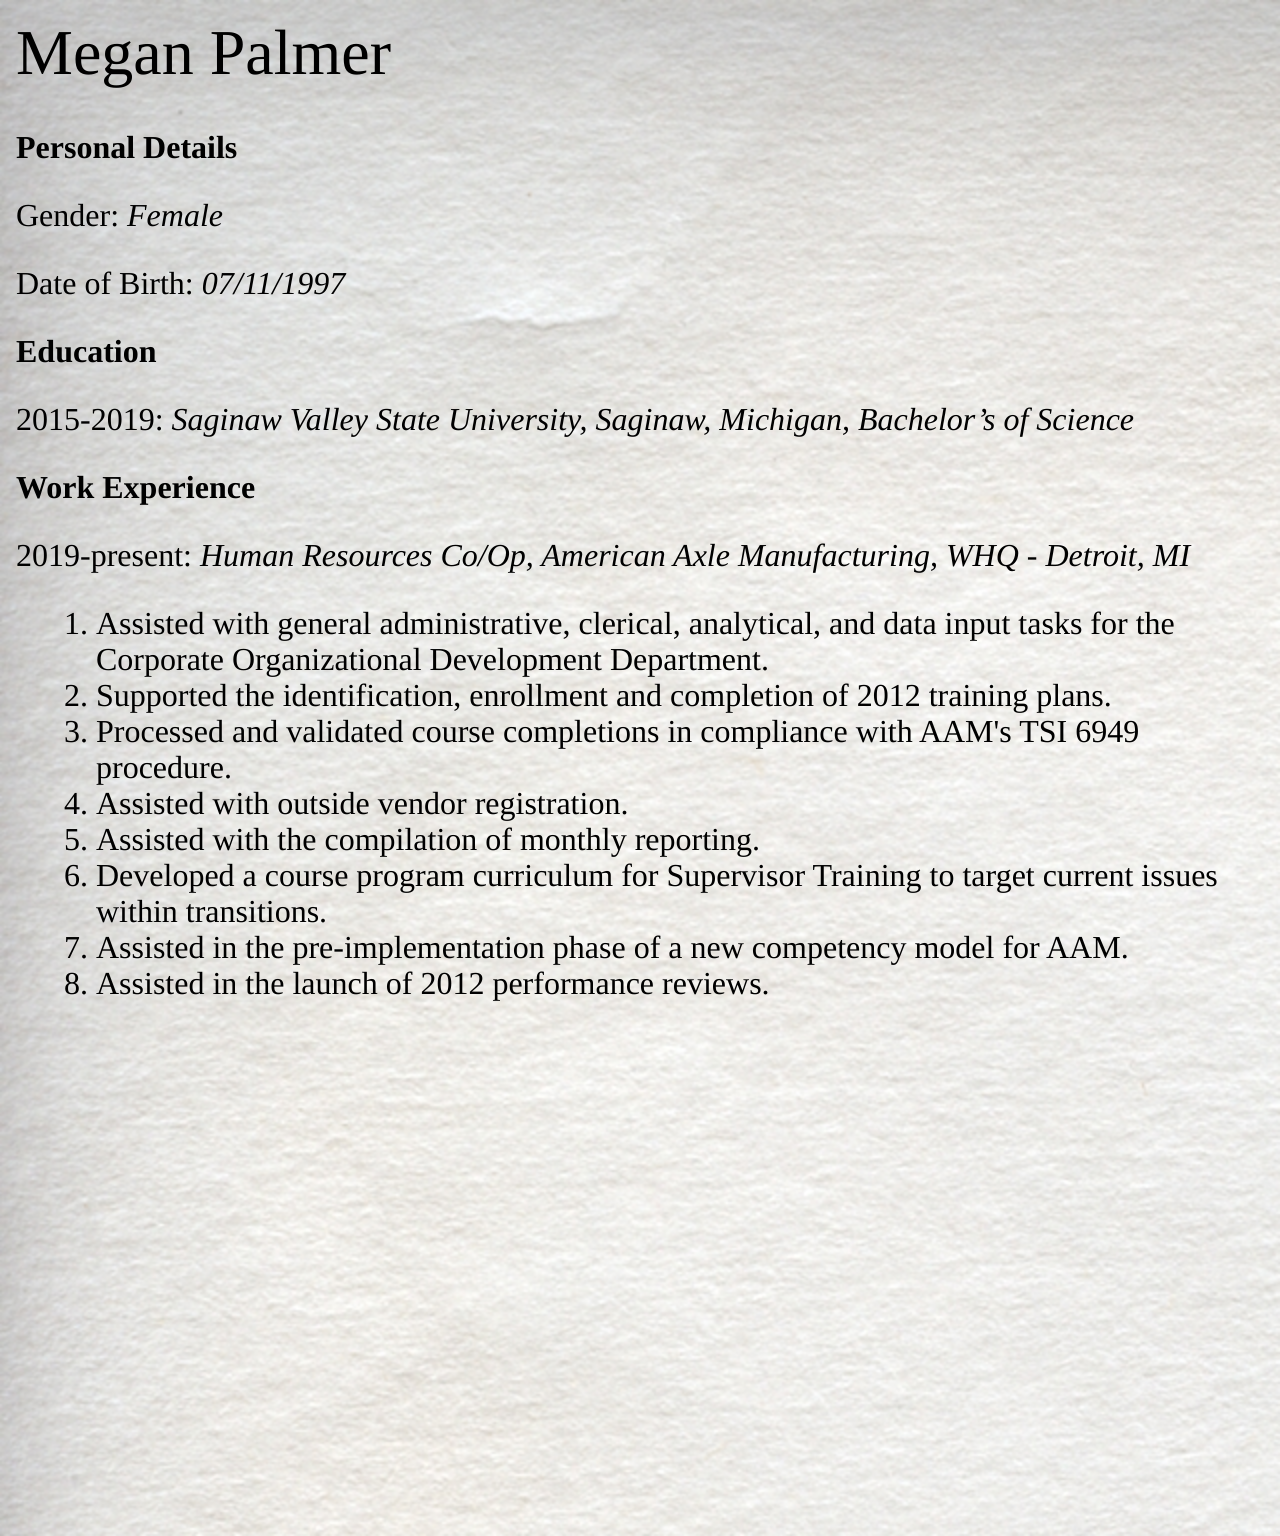 Megan Palmer
Personal Details
Gender: Female
Date of Birth: 07/11/1997
Education
2015-2019: Saginaw Valley State University, Saginaw, Michigan, Bachelor’s of Science
Work Experience
2019-present: Human Resources Co/Op, American Axle Manufacturing, WHQ - Detroit, MI
1. Assisted with general administrative, clerical, analytical, and data input tasks for the
Corporate Organizational Development Department.
2. Supported the identification, enrollment and completion of 2012 training plans.
3. Processed and validated course completions in compliance with AAM's TSI 6949
procedure.
4. Assisted with outside vendor registration.
5. Assisted with the compilation of monthly reporting.
6. Developed a course program curriculum for Supervisor Training to target current issues
within transitions.
7. Assisted in the pre-implementation phase of a new competency model for AAM.
8. Assisted in the launch of 2012 performance reviews.